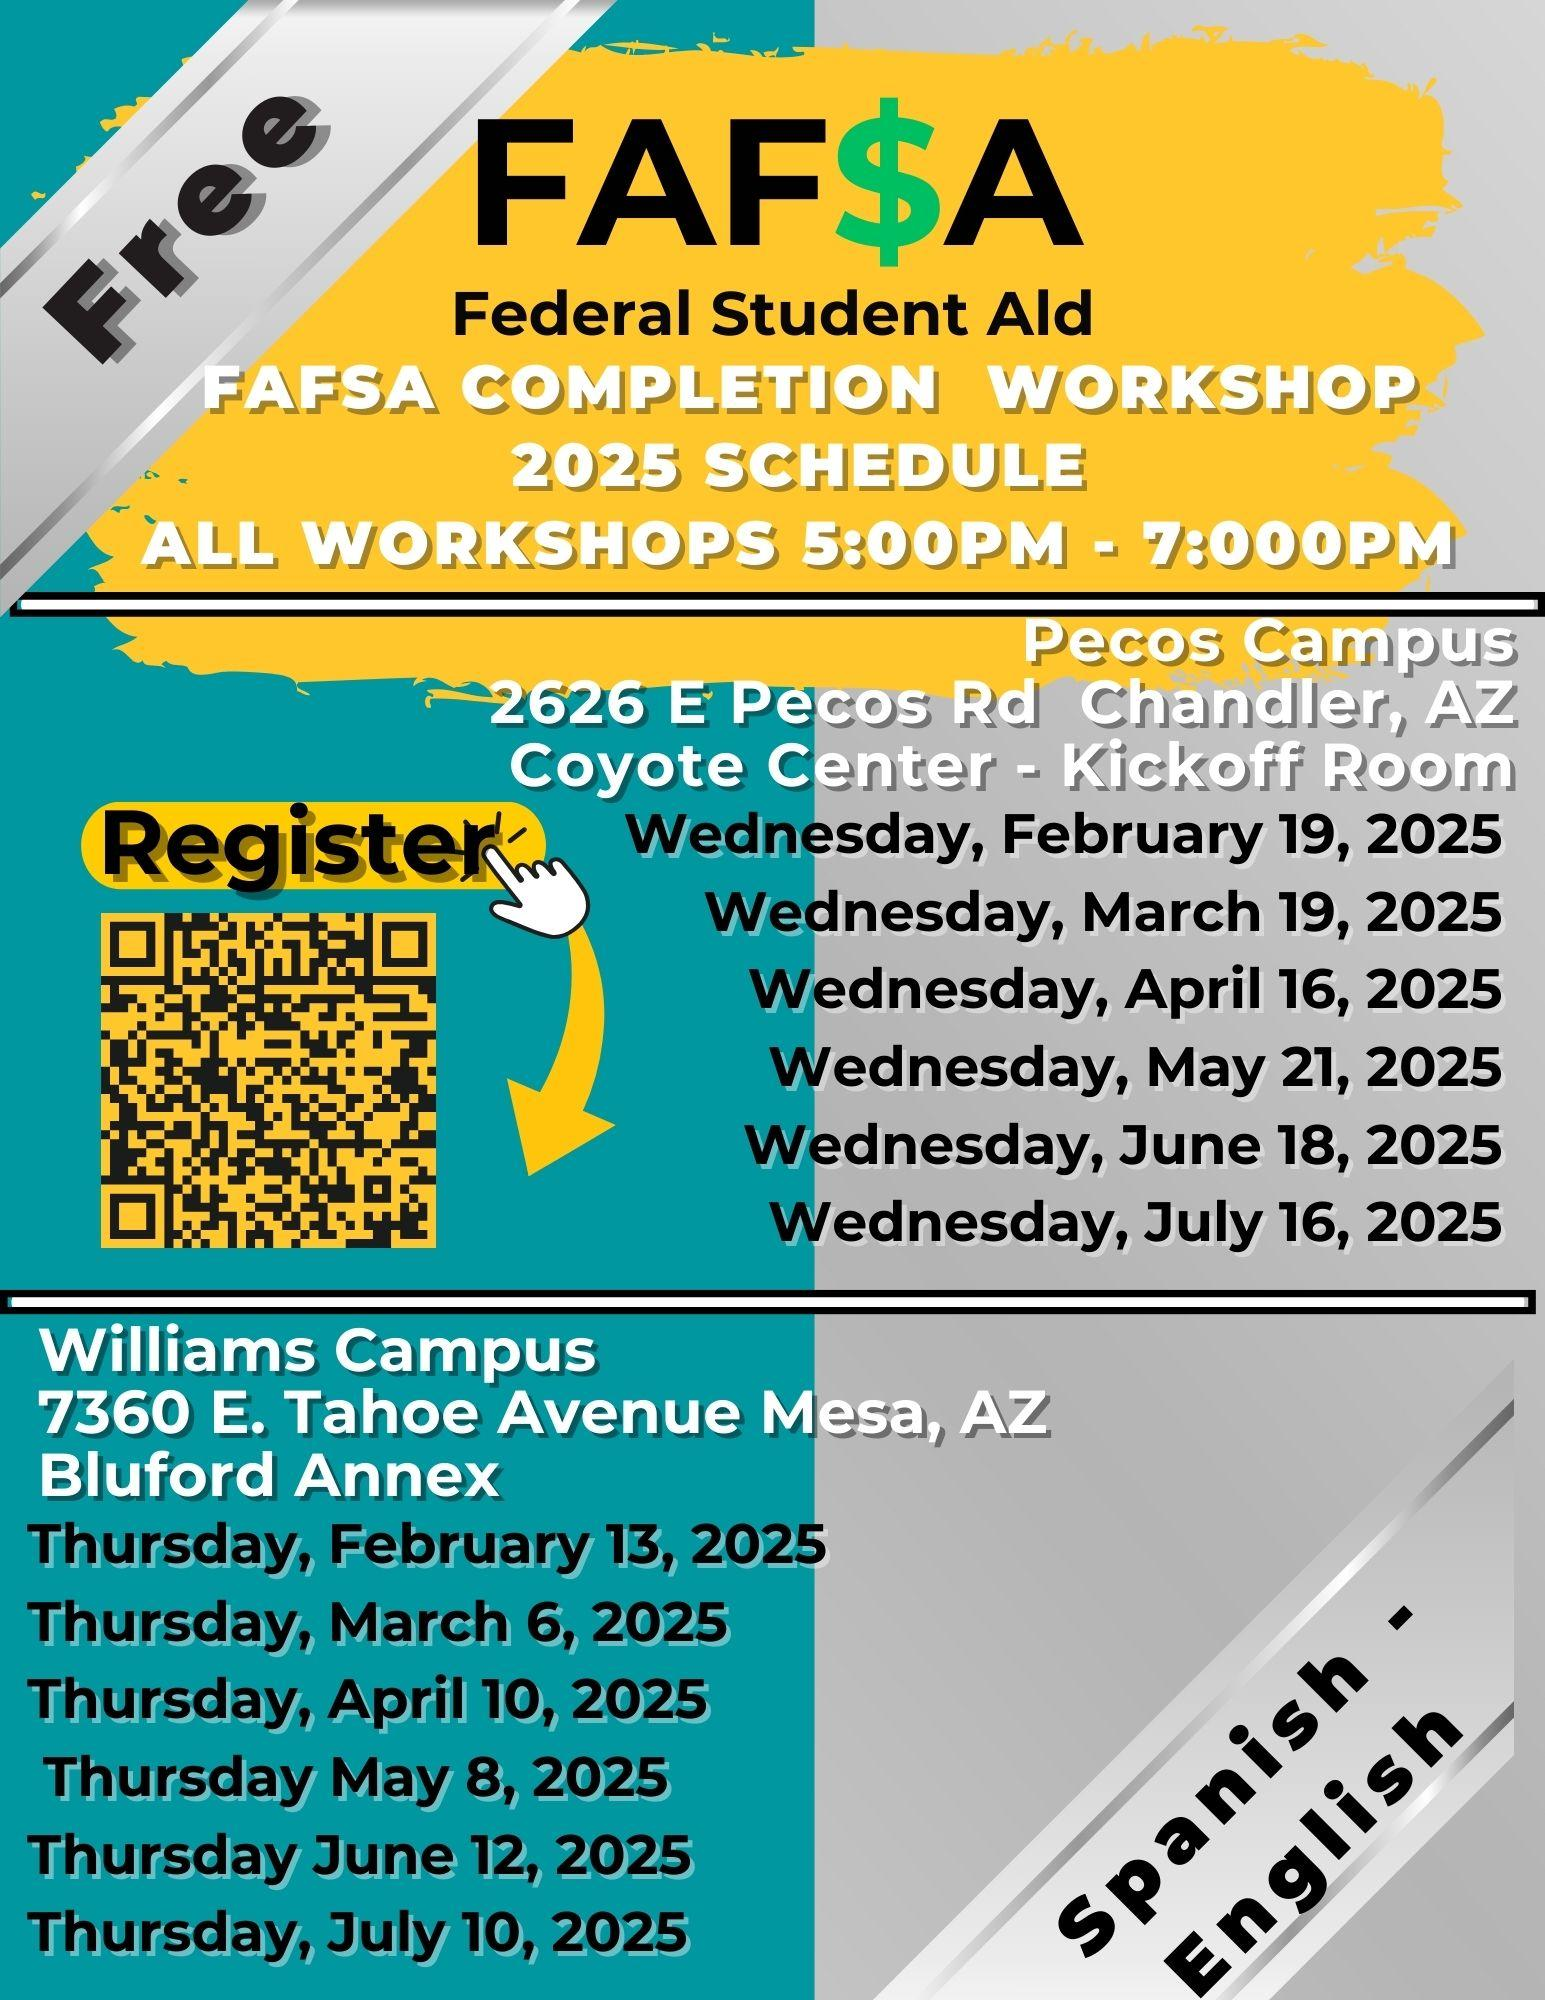 Free
FAF$A
Federal Student AId
FAFSA COMPLETION WORKSHOP
2025 SCHEDULE
ALL WORKSHOPS 5:00PM - 7:000PM
Pecos Campus
2626 E Pecos Rd Chandler, AZ
Coyote Center - Kickoff Room
Register
Wednesday, February 19, 2025
Wednesday, March 19, 2025
Wednesday, April 16, 2025
Wednesday, May 21, 2025
Wednesday, June 18, 2025
Wednesday, July 16, 2025
Williams Campus
7360 E. Tahoe Avenue Mesa, AZ
Bluford Annex
Thursday, February 13, 2025
Thursday, March 6, 2025
Thursday, April 10, 2025
Thursday May 8, 2025
Thursday June 12, 2025
Thursday, July 10, 2025
Spanish -
English